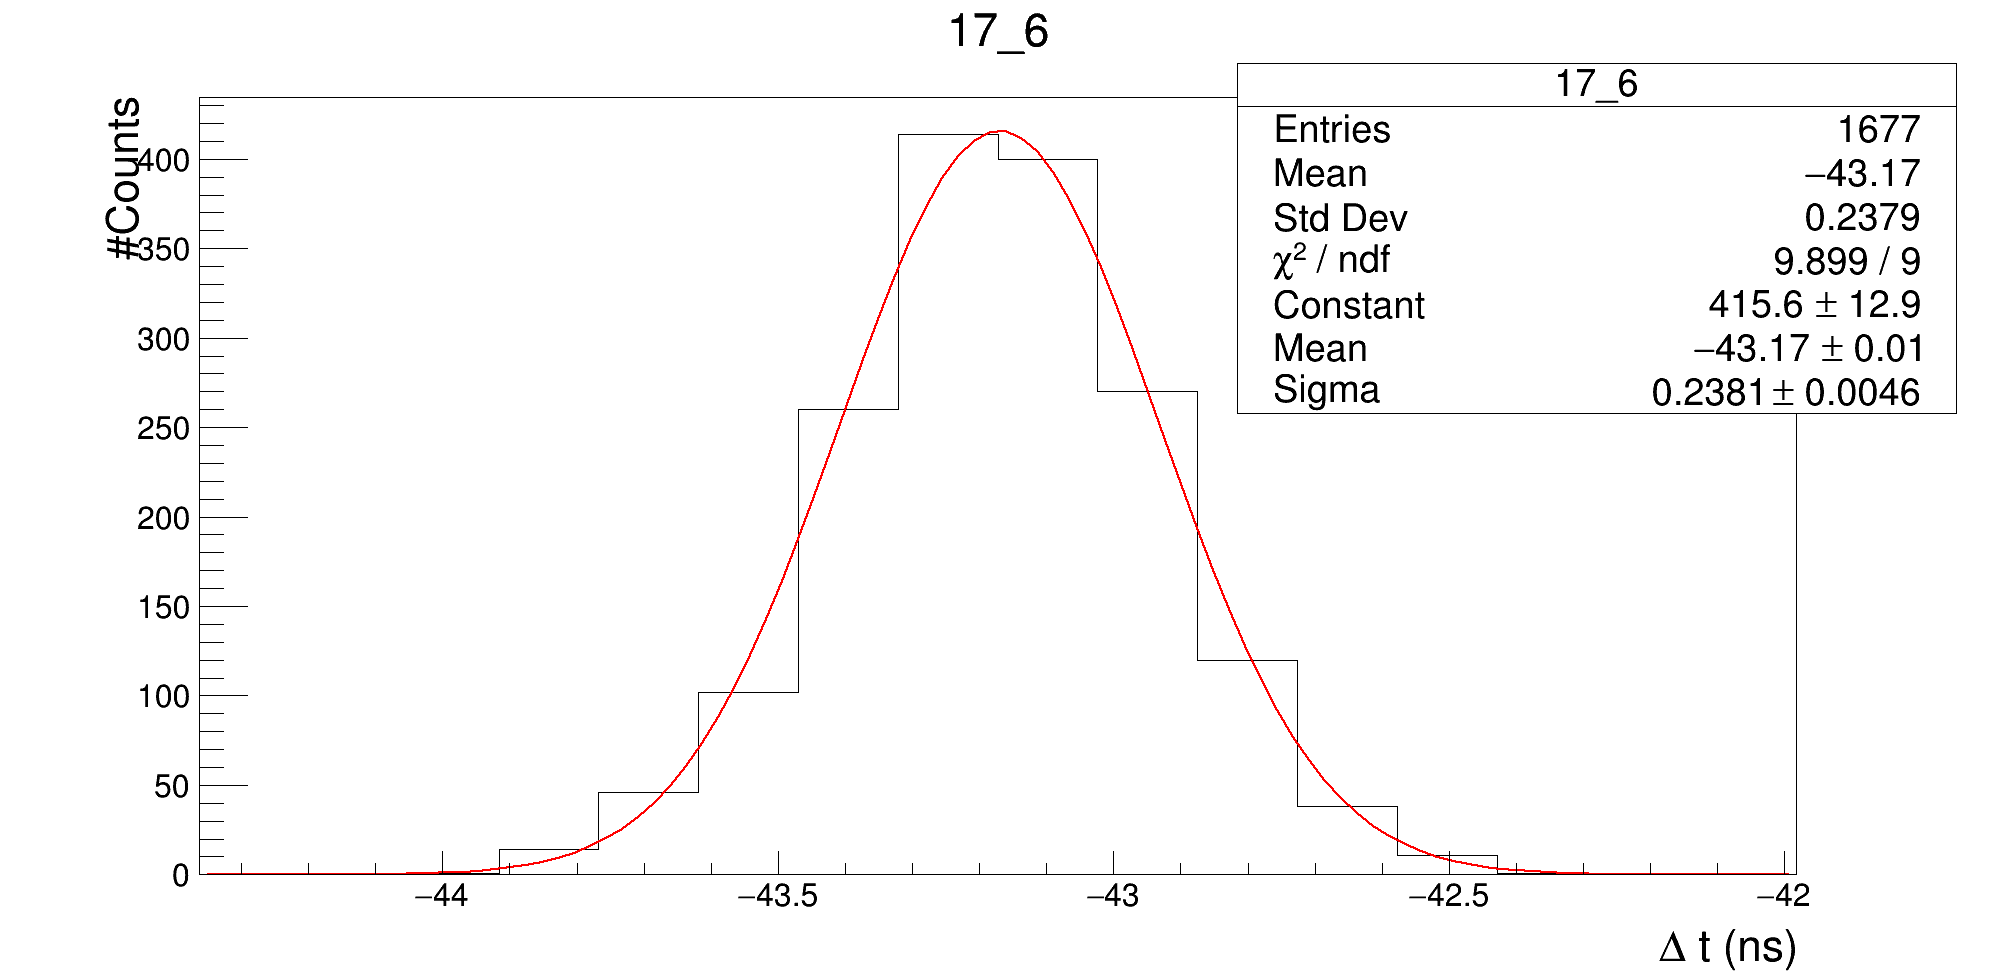 17_6
17_6
Entries 1677
Mean −43.17
Std Dev 0.2379
χ² / ndf 9.899 / 9
Constant 415.6 ± 12.9
Mean −43.17 ± 0.01
Sigma 0.2381 ± 0.0046
#Counts
400
350
300
250
200
150
100
50
0
−44 −43.5 −43 −42.5 −42
Δ t (ns)